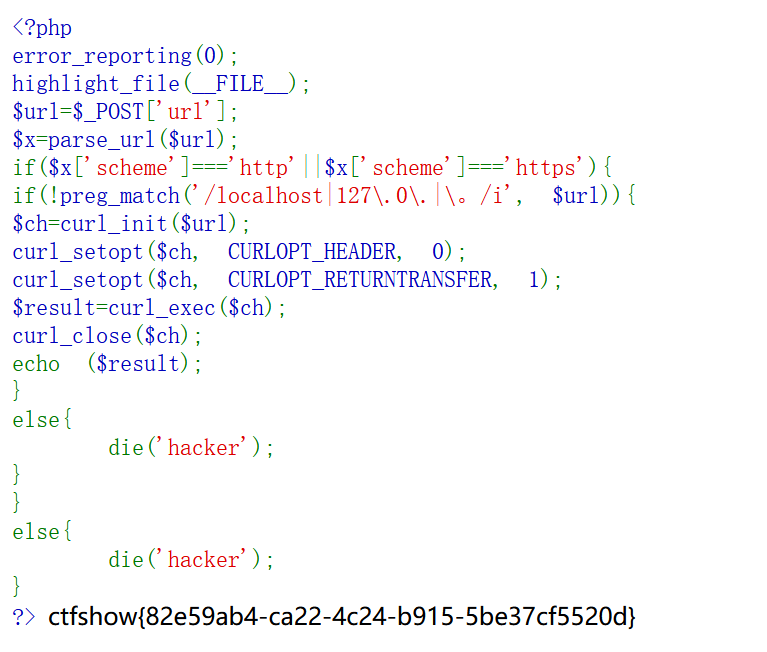 <?php
error_reporting(0);
highlight_file(__FILE__);
$url=$_POST['url'];
$x=parse_url($url);
if($x['scheme']==='http'||$x['scheme']==='https'){
if(!preg_match('/localhost|127\.0\.|\。/i', $url)){
$ch=curl_init($url);
curl_setopt($ch, CURLOPT_HEADER, 0);
curl_setopt($ch, CURLOPT_RETURNTRANSFER, 1);
$result=curl_exec($ch);
curl_close($ch);
echo ($result);
}
else{
die('hacker');
}
}
else{
die('hacker');
}
?> ctfshow{82e59ab4-ca22-4c24-b915-5be37cf5520d}